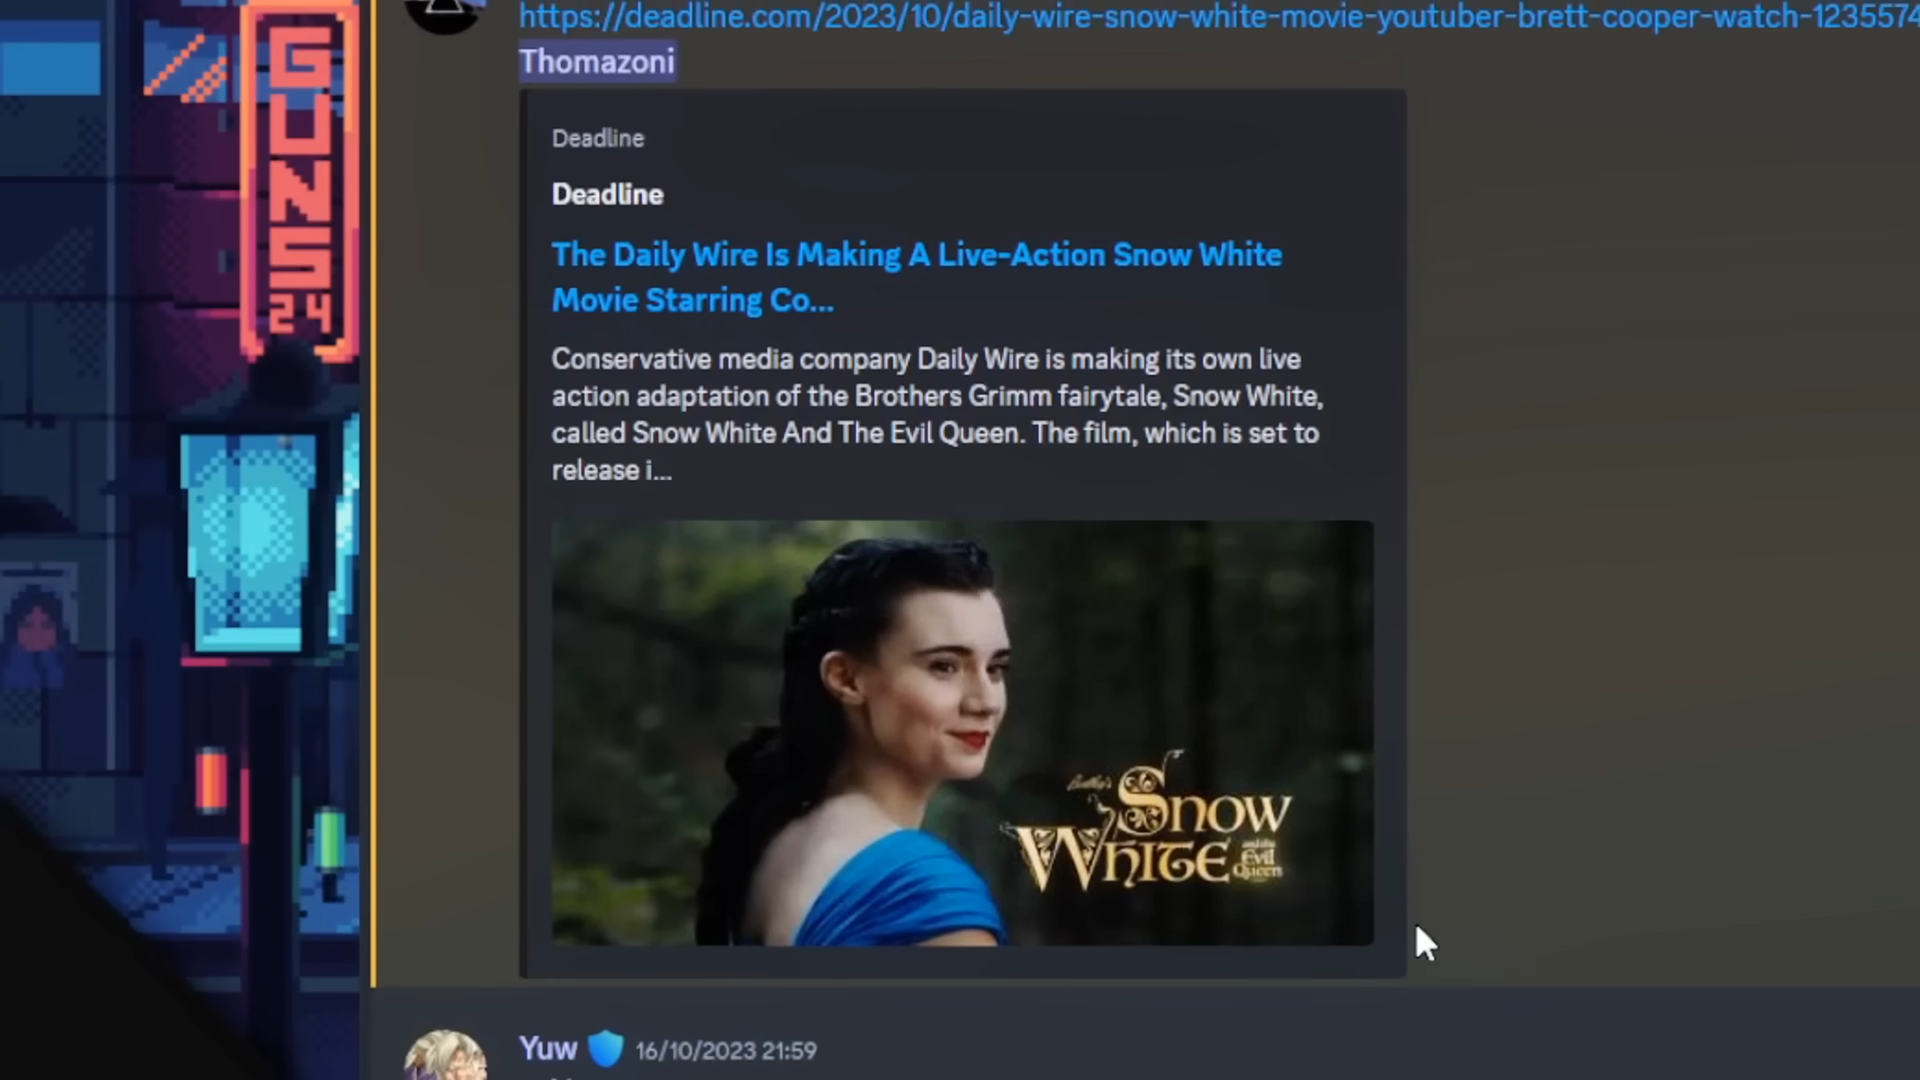 https://deadline.com/2023/10/daily-wire-snow-white-movie-youtuber-brett-cooper-watch-1235574
Thomazoni
Deadline
Deadline
The Daily Wire Is Making A Live-Action Snow White
Movie Starring Co...
Conservative media company Daily Wire is making its own live
action adaptation of the Brothers Grimm fairytale, Snow White,
called Snow White And The Evil Queen. The film, which is set to
release i...
Snow
White and the
Evil
Queen
Yuw 16/10/2023 21:59
GUNS
24